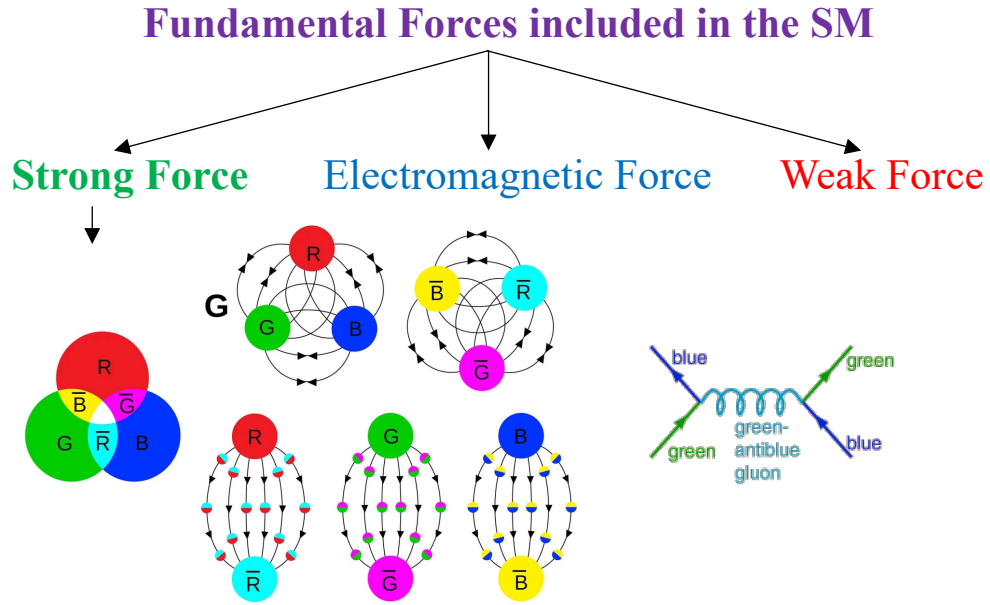 Fundamental Forces included in the SM
Strong Force
Electromagnetic Force
Weak Force
R
B̅
G̅
G
R̅
B
G
R
G
B
B̅
R̅
G̅
R
R̅
G
G̅
B
B̅
blue
green
green
blue
green-
antiblue
gluon